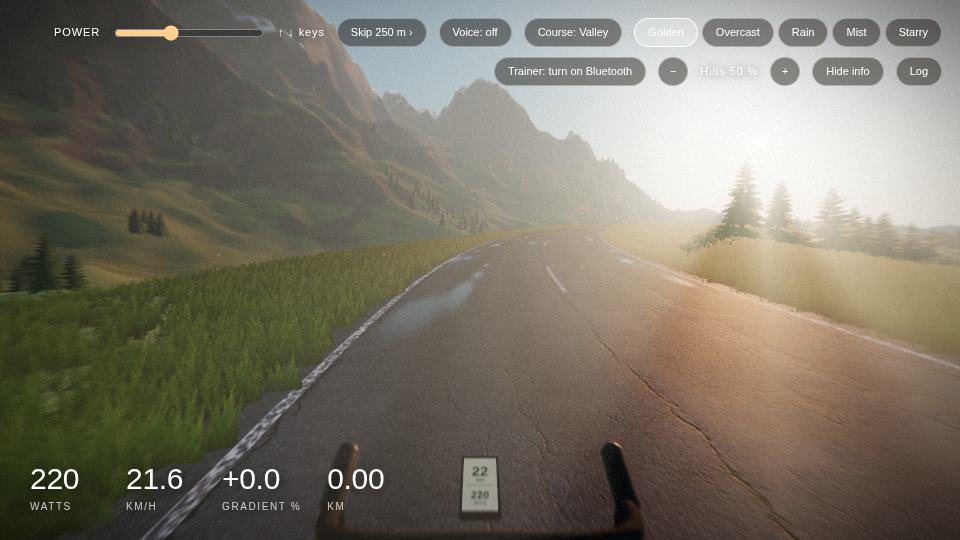 POWER ↑ ↓ keys Skip 250 m › Voice: off Course: Valley Golden Overcast Rain Mist Starry
Trainer: turn on Bluetooth − Hills 50 % + Hide info Log
22
220
220 21.6 +0.0 0.00
WATTS KM/H GRADIENT % KM